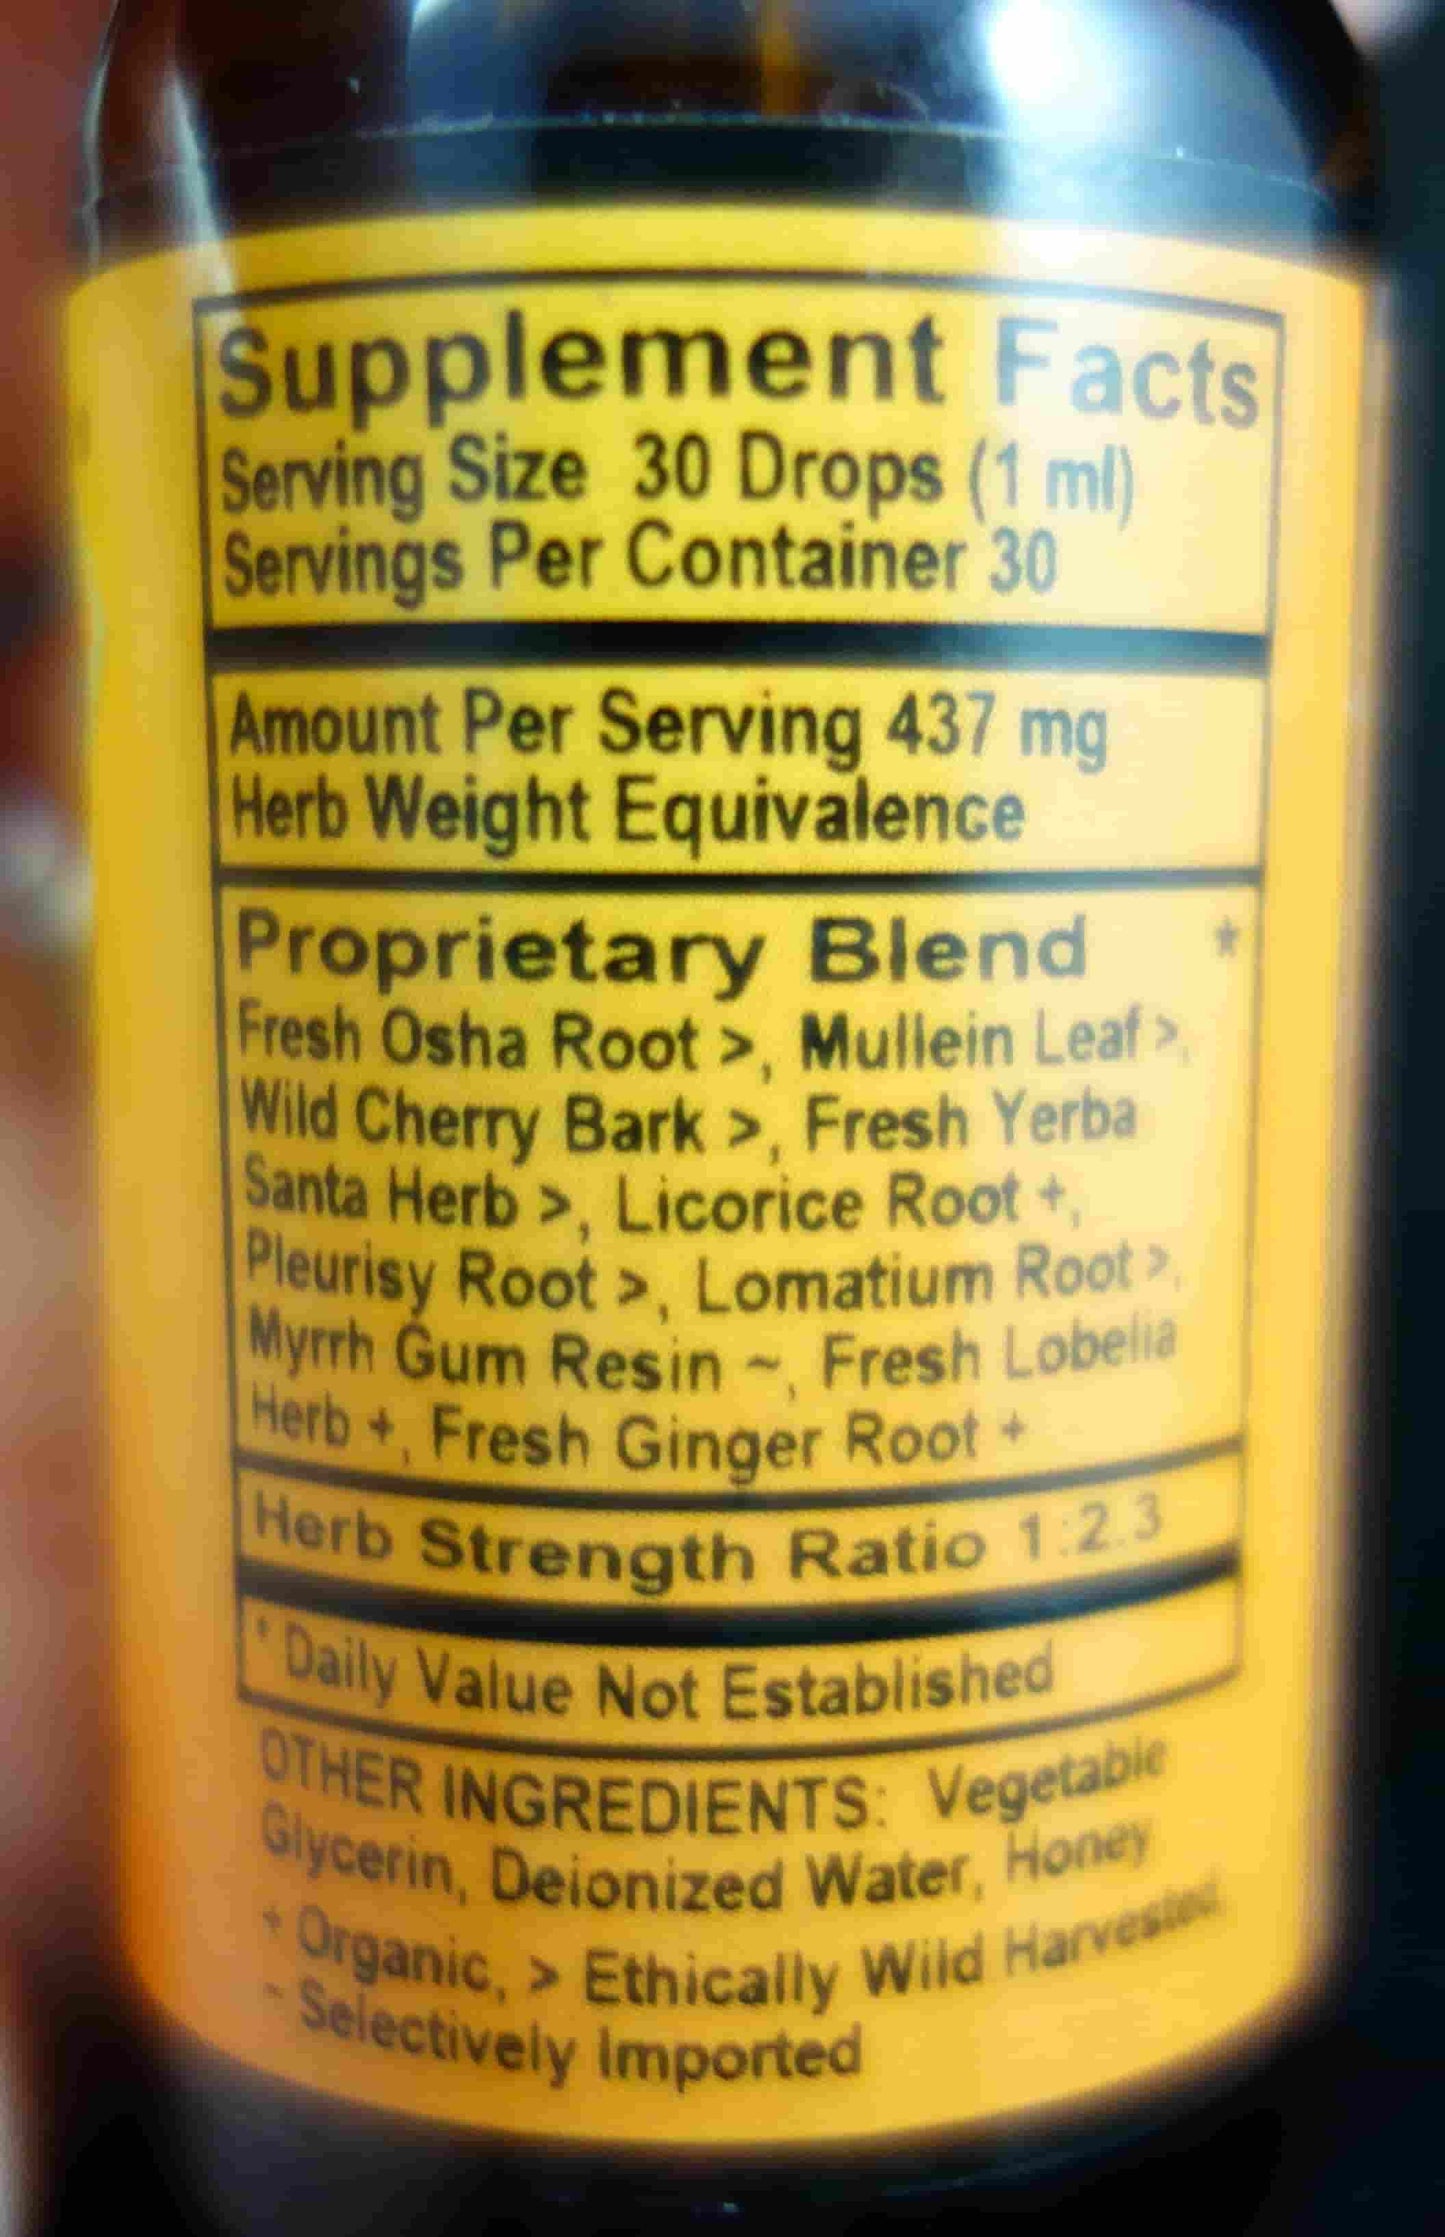 Supplement Facts
Serving Size 30 Drops (1 ml)
Servings Per Container 30
Amount Per Serving 437 mg
Herb Weight Equivalence
Proprietary Blend *
Fresh Osha Root >, Mullein Leaf >,
Wild Cherry Bark >, Fresh Yerba
Santa Herb >, Licorice Root +,
Pleurisy Root >, Lomatium Root >,
Myrrh Gum Resin ~, Fresh Lobelia
Herb +, Fresh Ginger Root +
Herb Strength Ratio 1:2.3
* Daily Value Not Established
OTHER INGREDIENTS: Vegetable
Glycerin, Deionized Water, Honey
+ Organic, > Ethically Wild Harvested,
~ Selectively Imported